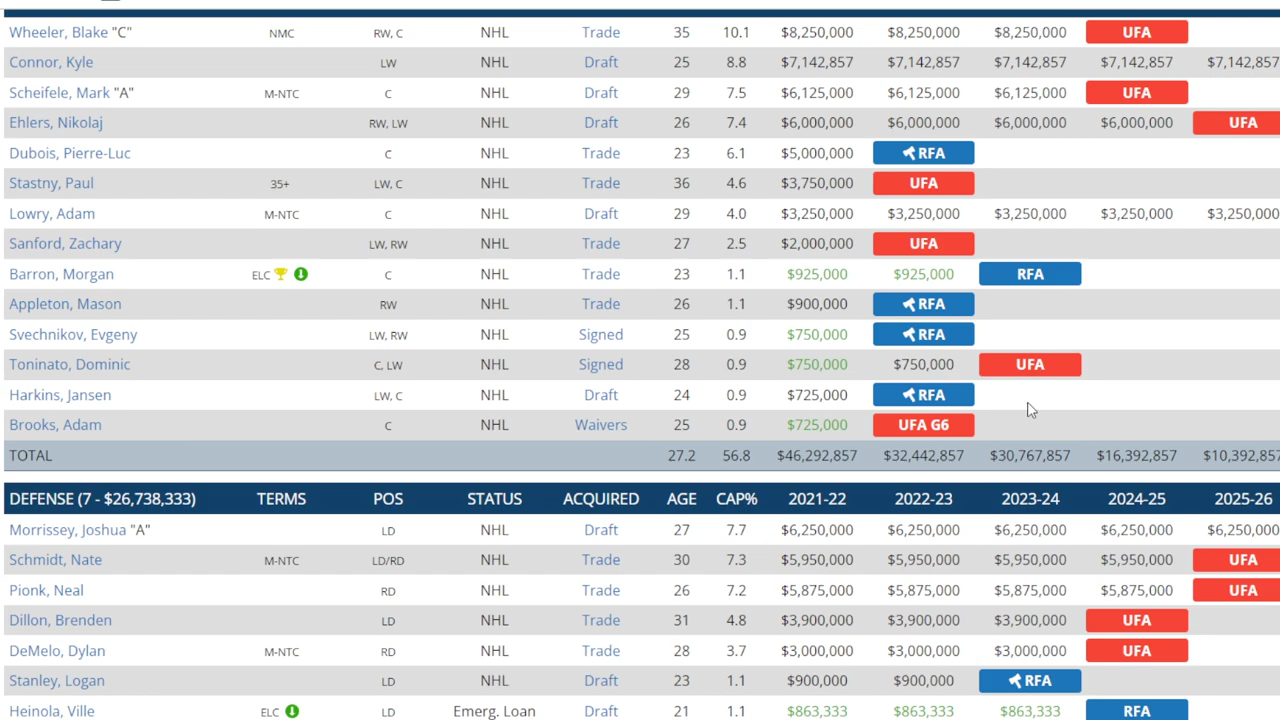 Wheeler, Blake "C" NMC RW, C NHL Trade 35 10.1 $8,250,000 $8,250,000 $8,250,000 UFA
Connor, Kyle LW NHL Draft 25 8.8 $7,142,857 $7,142,857 $7,142,857 $7,142,857 $7,142,857
Scheifele, Mark "A" M-NTC C NHL Draft 29 7.5 $6,125,000 $6,125,000 $6,125,000 UFA
Ehlers, Nikolaj RW, LW NHL Draft 26 7.4 $6,000,000 $6,000,000 $6,000,000 $6,000,000 UFA
Dubois, Pierre-Luc C NHL Trade 23 6.1 $5,000,000 RFA
Stastny, Paul 35+ LW, C NHL Trade 36 4.6 $3,750,000 UFA
Lowry, Adam M-NTC C NHL Draft 29 4.0 $3,250,000 $3,250,000 $3,250,000 $3,250,000 $3,250,000
Sanford, Zachary LW, RW NHL Trade 27 2.5 $2,000,000 UFA
Barron, Morgan ELC C NHL Trade 23 1.1 $925,000 $925,000 RFA
Appleton, Mason RW NHL Trade 26 1.1 $900,000 RFA
Svechnikov, Evgeny LW, RW NHL Signed 25 0.9 $750,000 RFA
Toninato, Dominic C, LW NHL Signed 28 0.9 $750,000 $750,000 UFA
Harkins, Jansen LW, C NHL Draft 24 0.9 $725,000 RFA
Brooks, Adam C NHL Waivers 25 0.9 $725,000 UFA G6
TOTAL 27.2 56.8 $46,292,857 $32,442,857 $30,767,857 $16,392,857 $10,392,857
DEFENSE (7 - $26,738,333) TERMS POS STATUS ACQUIRED AGE CAP% 2021-22 2022-23 2023-24 2024-25 2025-26
Morrissey, Joshua "A" LD NHL Draft 27 7.7 $6,250,000 $6,250,000 $6,250,000 $6,250,000 $6,250,000
Schmidt, Nate M-NTC LD/RD NHL Trade 30 7.3 $5,950,000 $5,950,000 $5,950,000 $5,950,000 UFA
Pionk, Neal RD NHL Trade 26 7.2 $5,875,000 $5,875,000 $5,875,000 $5,875,000 UFA
Dillon, Brenden LD NHL Trade 31 4.8 $3,900,000 $3,900,000 $3,900,000 UFA
DeMelo, Dylan M-NTC RD NHL Trade 28 3.7 $3,000,000 $3,000,000 $3,000,000 UFA
Stanley, Logan LD NHL Draft 23 1.1 $900,000 $900,000 RFA
Heinola, Ville ELC LD Emerg. Loan Draft 21 1.1 $863,333 $863,333 $863,333 RFA